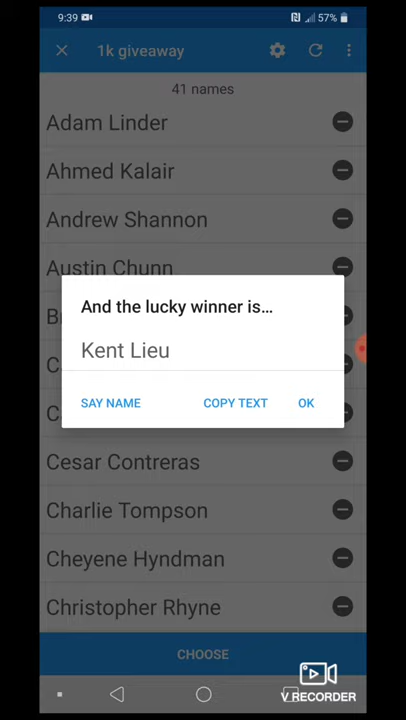 9:39 57%
1k giveaway
41 names
Adam Linder
Ahmed Kalair
Andrew Shannon
Austin Chunn
And the lucky winner is...
Kent Lieu
SAY NAME COPY TEXT OK
Cesar Contreras
Charlie Tompson
Cheyene Hyndman
Christopher Rhyne
CHOOSE
V RECORDER